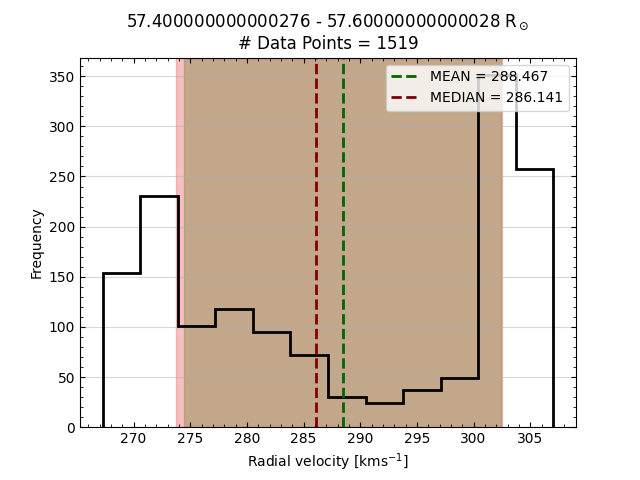 57.400000000000276 - 57.60000000000028 R⊙
# Data Points = 1519
MEAN = 288.467
MEDIAN = 286.141
Frequency
350
300
250
200
150
100
50
0
270 275 280 285 290 295 300 305
Radial velocity [kms⁻¹]